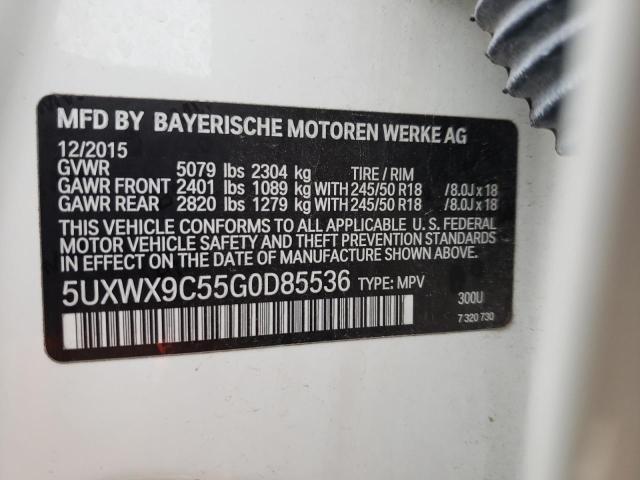 MFD BY BAYERISCHE MOTOREN WERKE AG
12/2015
GVWR 5079 lbs 2304 kg TIRE / RIM
GAWR FRONT 2401 lbs 1089 kg WITH 245/50 R18 /8.0J x 18
GAWR REAR 2820 lbs 1279 kg WITH 245/50 R18 /8.0J x 18
THIS VEHICLE CONFORMS TO ALL APPLICABLE U. S. FEDERAL
MOTOR VEHICLE SAFETY AND THEFT PREVENTION STANDARDS
IN EFFECT ON THE DATE OF MANUFACTURE SHOWN ABOVE.
5UXWX9C55G0D85536 TYPE: MPV
300U
7 320 730